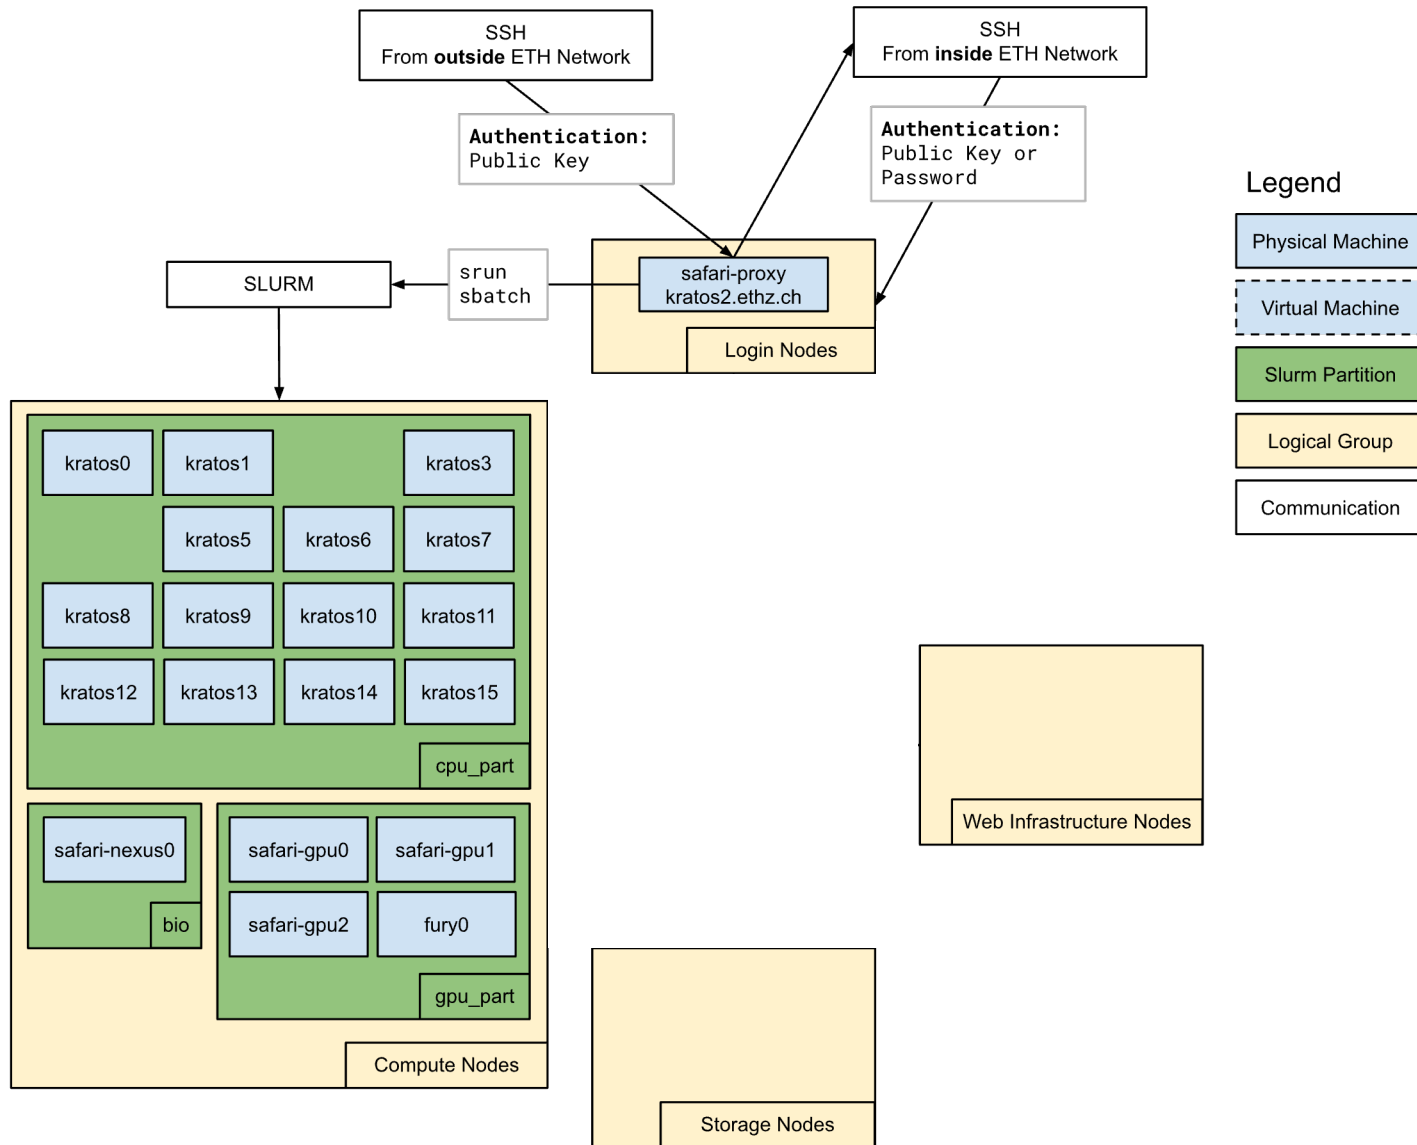 SSH
From outside ETH Network
SSH
From inside ETH Network
Authentication:
Public Key
Authentication:
Public Key or
Password
Legend
Physical Machine
Virtual Machine
Slurm Partition
Logical Group
Communication
safari-proxy
kratos2.ethz.ch
Login Nodes
srun
sbatch
SLURM
kratos0
kratos1
kratos3
kratos5
kratos6
kratos7
kratos8
kratos9
kratos10
kratos11
kratos12
kratos13
kratos14
kratos15
cpu_part
safari-nexus0
bio
safari-gpu0
safari-gpu1
safari-gpu2
fury0
gpu_part
Compute Nodes
Web Infrastructure Nodes
Storage Nodes